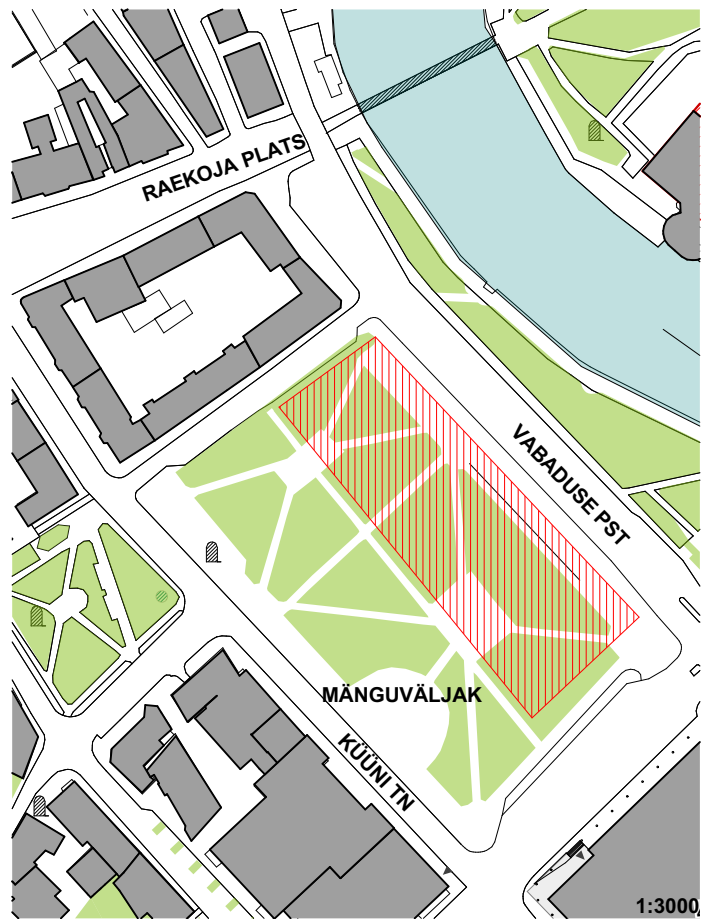 RAEKOJA PLATS
VABADUSE PST
MÄNGUVÄLJAK
KÜÜNI TN
1:3000